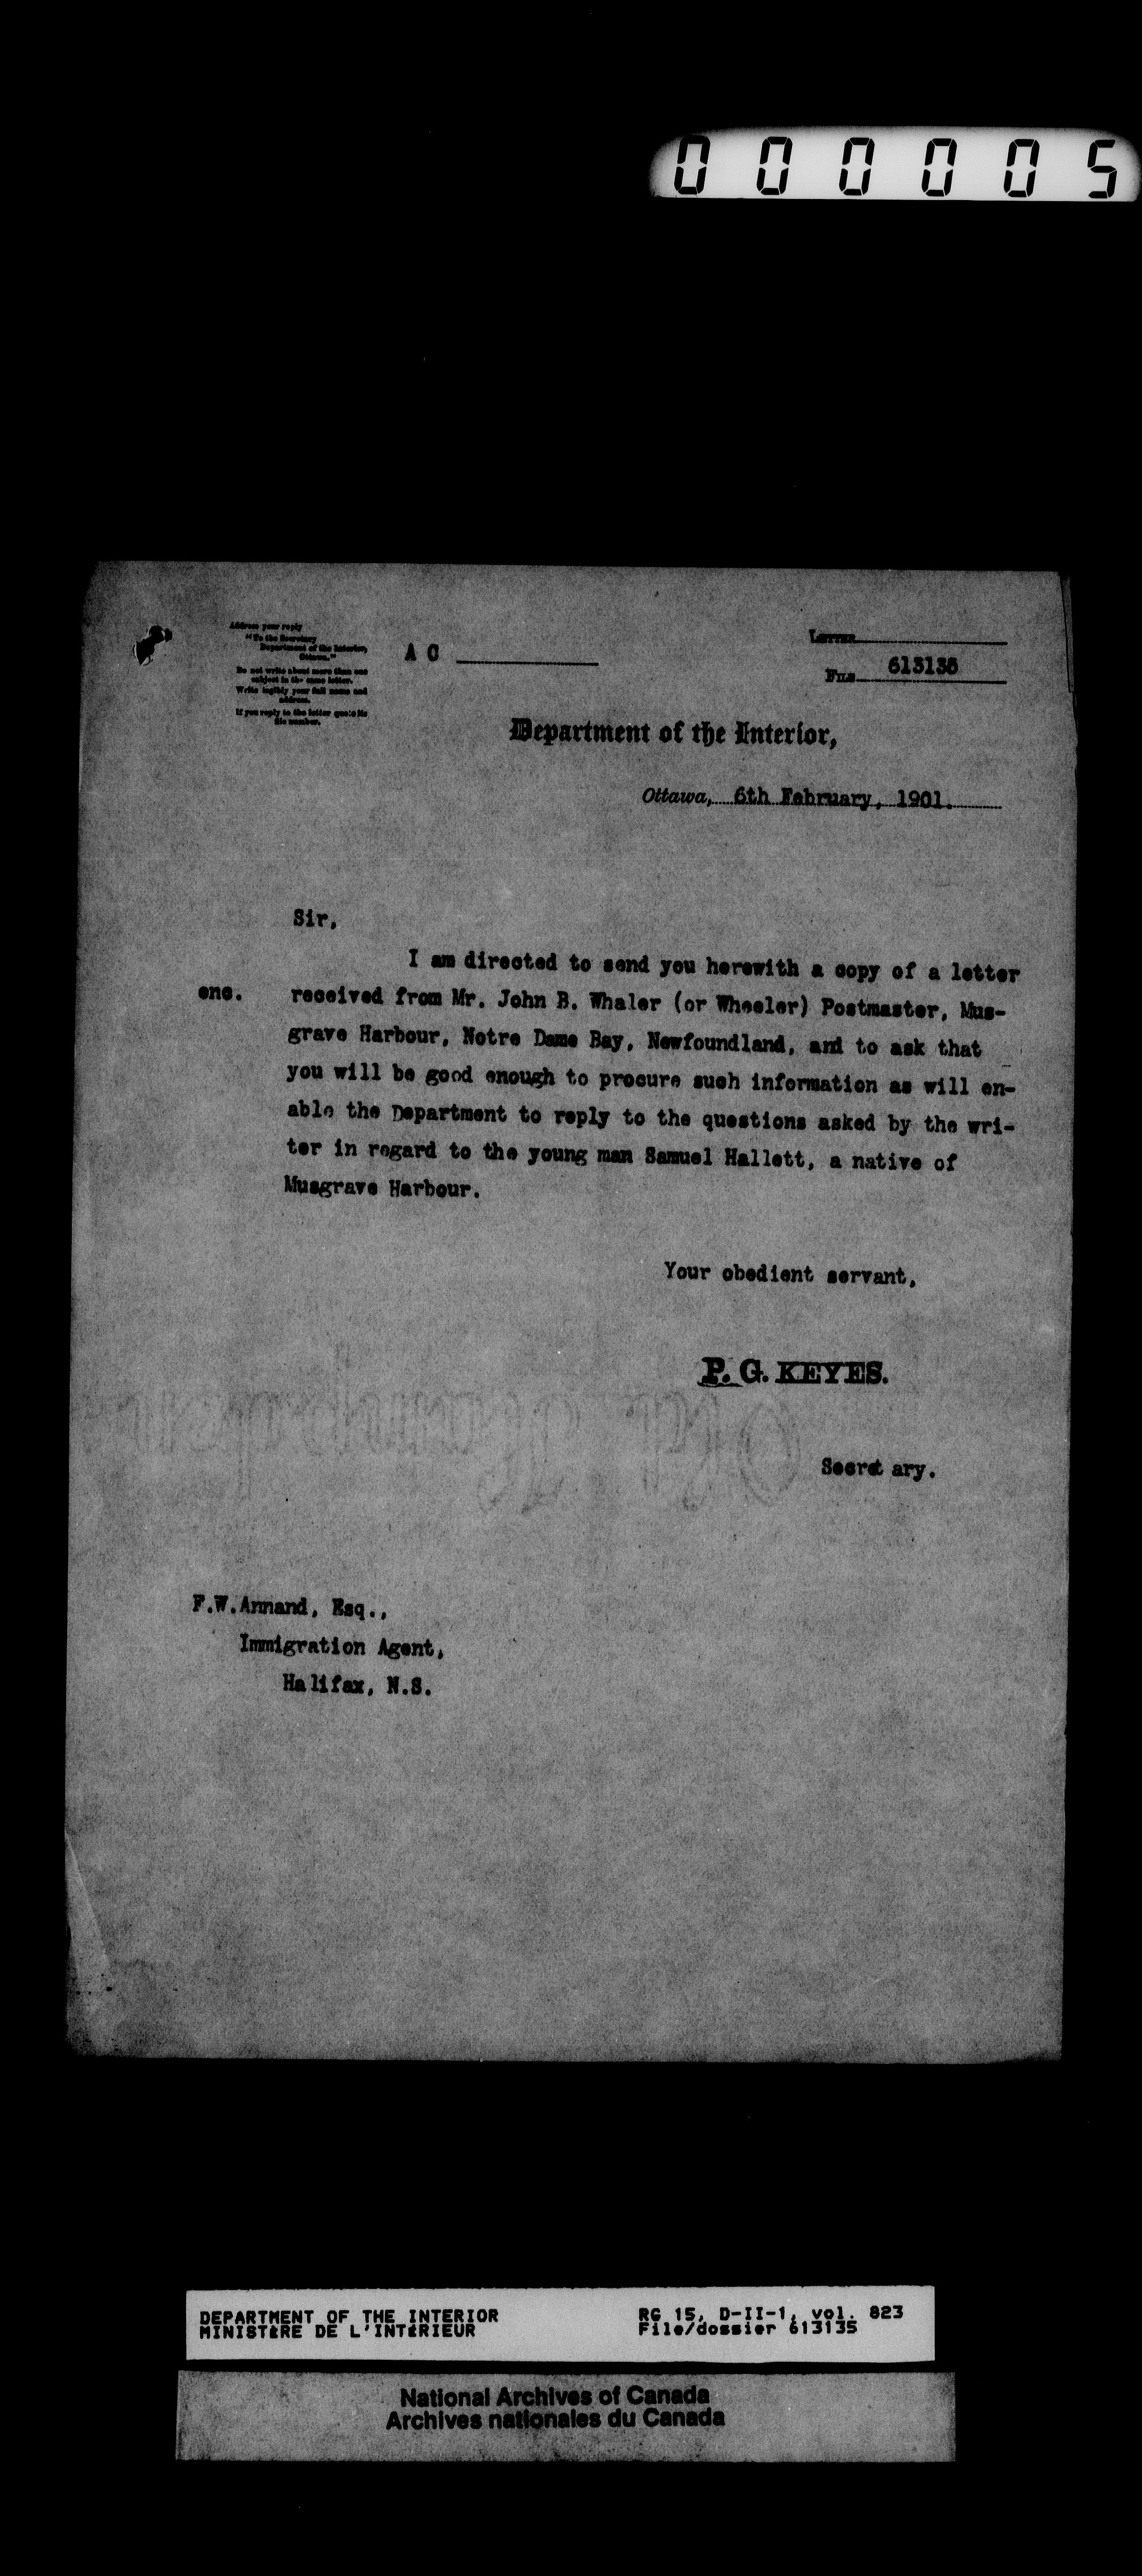 000005
Address your reply
"To the Secretary
Department of the Interior,
Ottawa."
Do not write about more than one
subject in the same letter.
Write legibly your full name and
address.
If you reply to the letter quote its
file number.
A C
LETTER
FILE 613135
Department of the Interior,
Ottawa, 6th February, 1901.
Sir,
I am directed to send you herewith a copy of a letter
enc. received from Mr. John B. Whaler (or Wheeler) Postmaster, Mus-
grave Harbour, Notre Dame Bay, Newfoundland, and to ask that
you will be good enough to procure such information as will en-
able the Department to reply to the questions asked by the wri-
ter in regard to the young man Samuel Hallett, a native of
Musgrave Harbour.
Your obedient servant,
P. G. KEYES.
Secret ary.
F.W.Annand, Esq.,
Immigration Agent,
Halifax, N.S.
DEPARTMENT OF THE INTERIOR RG 15, D-II-1, vol. 823
MINISTÈRE DE L'INTÉRIEUR File/dossier 613135
National Archives of Canada
Archives nationales du Canada